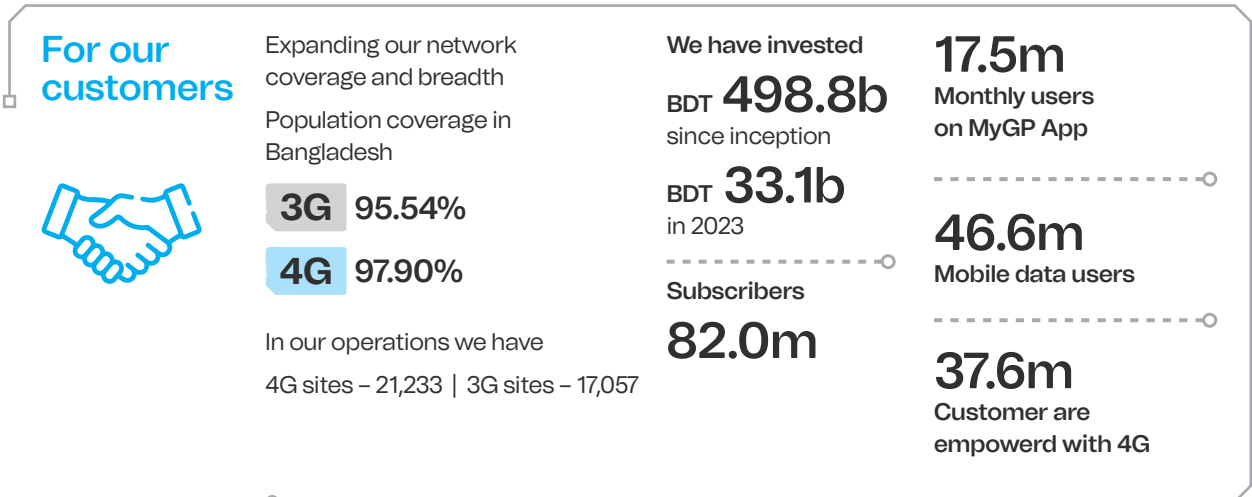 For our
customers
Expanding our network
coverage and breadth
Population coverage in
Bangladesh
3G 95.54%
4G 97.90%
In our operations we have
4G sites – 21,233 | 3G sites – 17,057
We have invested
BDT 498.8b
since inception
BDT 33.1b
in 2023
Subscribers
82.0m
17.5m
Monthly users
on MyGP App
46.6m
Mobile data users
37.6m
Customer are
empowerd with 4G